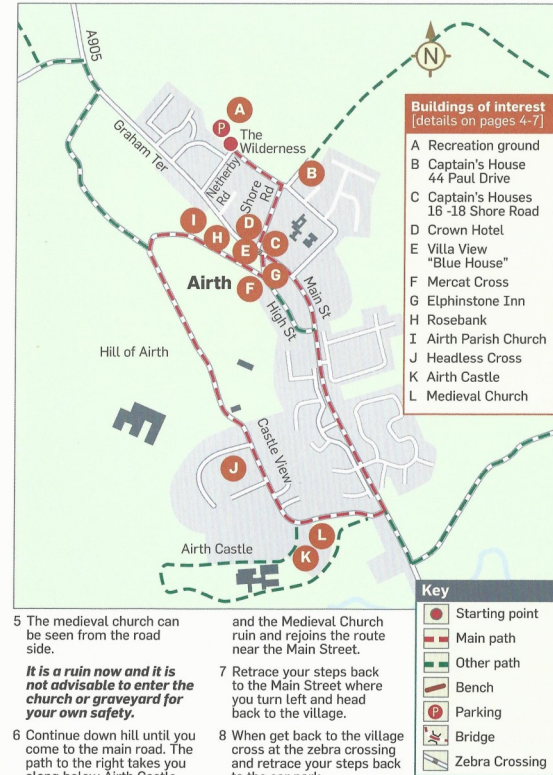 A905
N
A
P
The
Wilderness
Graham Ter
Netherby
Rd
Shore
Rd
B
I
H
D
C
E
G
F
Airth
Main St
High St
Hill of Airth
Castle View
J
Airth Castle
L
K
Buildings of interest
[details on pages 4-7]
A Recreation ground
B Captain's House
44 Paul Drive
C Captain's Houses
16 -18 Shore Road
D Crown Hotel
E Villa View
"Blue House"
F Mercat Cross
G Elphinstone Inn
H Rosebank
I Airth Parish Church
J Headless Cross
K Airth Castle
L Medieval Church
5 The medieval church can
be seen from the road
side.
It is a ruin now and it is
not advisable to enter the
church or graveyard for
your own safety.
6 Continue down hill until you
come to the main road. The
path to the right takes you
along below Airth Castle
and the Medieval Church
ruin and rejoins the route
near the Main Street.
7 Retrace your steps back
to the Main Street where
you turn left and head
back to the village.
8 When get back to the village
cross at the zebra crossing
and retrace your steps back
to the car park
Key
Starting point
Main path
Other path
Bench
P Parking
Bridge
Zebra Crossing